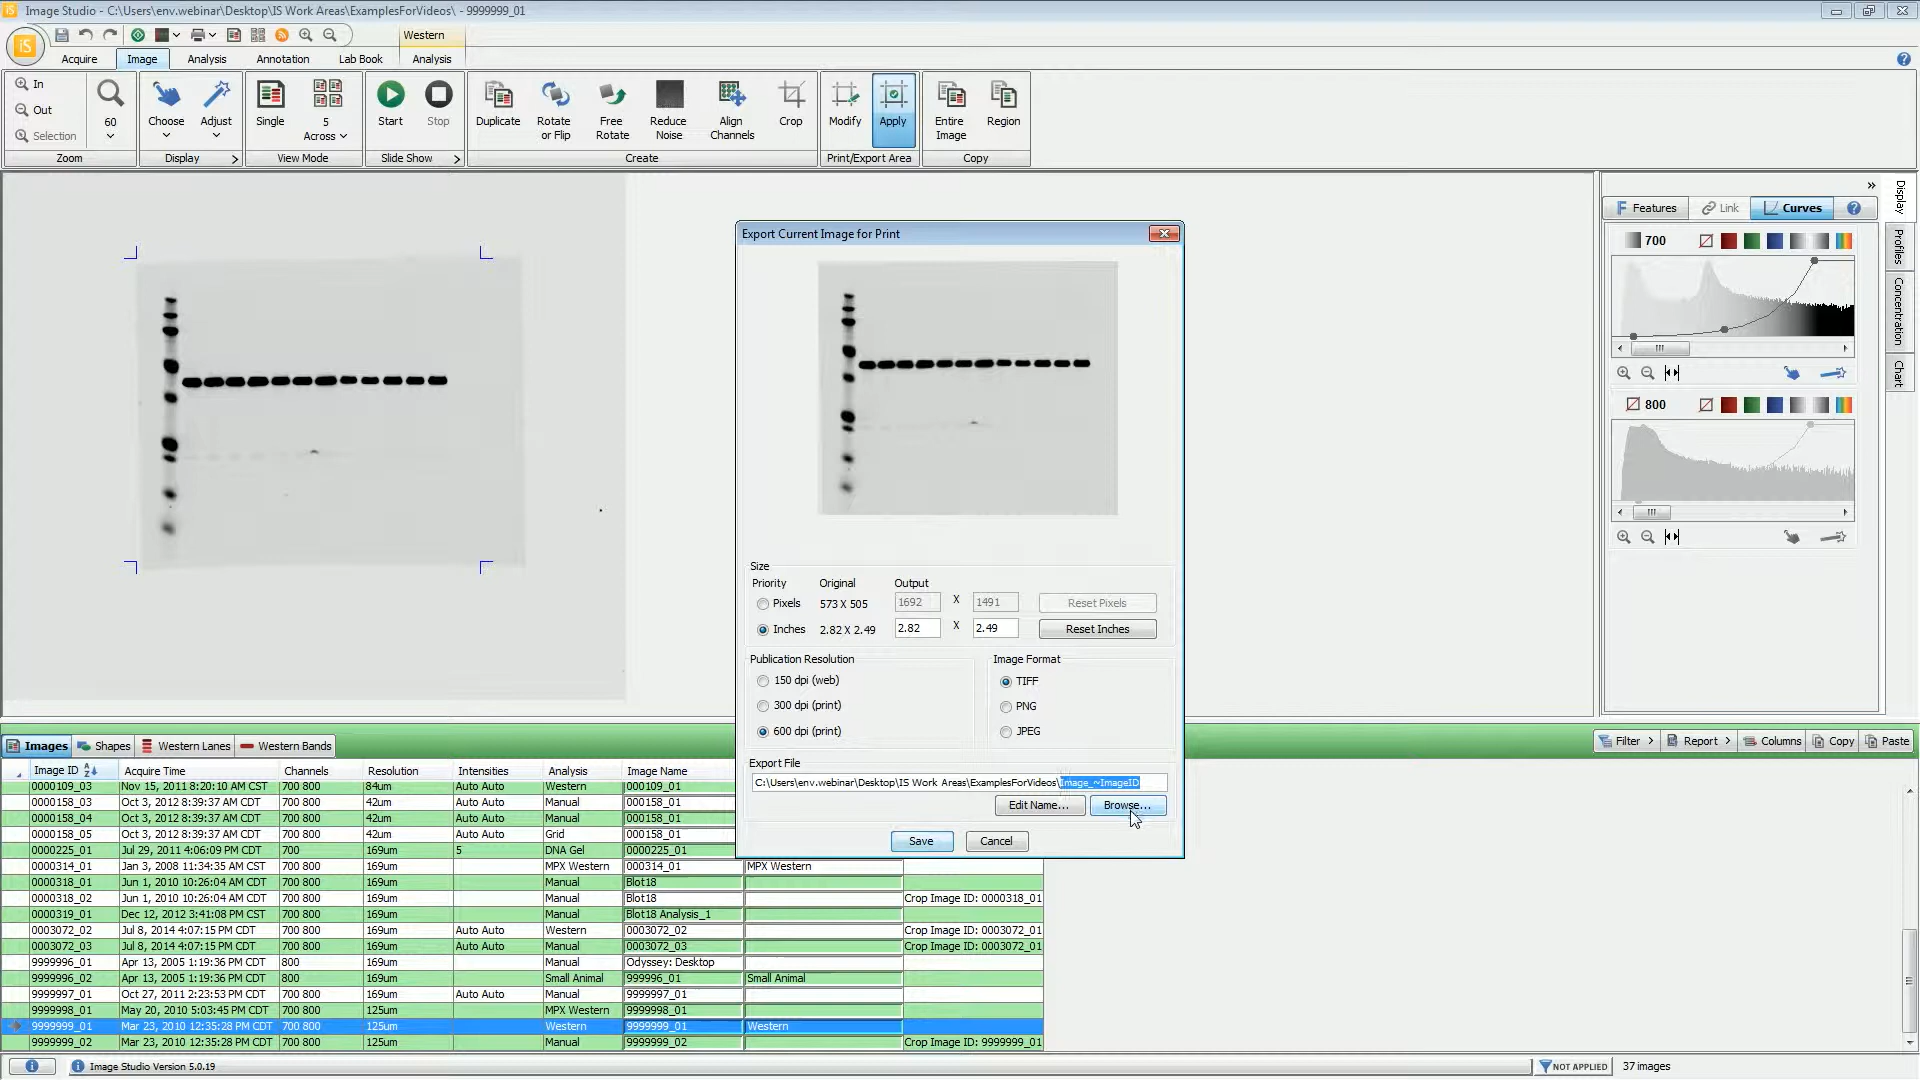 Image Studio - C:\Users\env.webinar\Desktop\IS Work Areas\ExamplesForVideos\ - 9999999_01
iS
Western
Acquire Image Analysis Annotation Lab Book Analysis
In
Out
Selection
60
Zoom
Choose
Adjust
Display
Single
5 Across
View Mode
Start
Stop
Slide Show
Duplicate
Rotate or Flip
Free Rotate
Reduce Noise
Align Channels
Crop
Create
Modify
Apply
Print/Export Area
Entire Image
Region
Copy
Export Current Image for Print
Size
Priority Original Output
Pixels 573 X 505 1692 X 1491 Reset Pixels
Inches 2.82 X 2.49 2.82 X 2.49 Reset Inches
Publication Resolution
150 dpi (web)
300 dpi (print)
600 dpi (print)
Image Format
TIFF
PNG
JPEG
Export File
C:\Users\env.webinar\Desktop\IS Work Areas\ExamplesForVideos\Image_~ImageID
Edit Name... Browse...
Save Cancel
Features Link Curves
700
800
Display
Profiles
Concentration
Chart
Images Shapes Western Lanes Western Bands
Filter Report Columns Copy Paste
Image ID Acquire Time Channels Resolution Intensities Analysis Image Name
0000109_03 Nov 15, 2011 8:20:10 AM CST 700 800 84um Auto Auto Western 000109_01
0000158_03 Oct 3, 2012 8:39:37 AM CDT 700 800 42um Auto Auto Manual 000158_01
0000158_04 Oct 3, 2012 8:39:37 AM CDT 700 800 42um Auto Auto Manual 000158_01
0000158_05 Oct 3, 2012 8:39:37 AM CDT 700 800 42um Auto Auto Grid 000158_01
0000225_01 Jul 29, 2011 4:06:09 PM CDT 700 169um 5 DNA Gel 0000225_01
0000314_01 Jan 3, 2008 11:34:35 AM CST 700 800 169um MPX Western 000314_01 MPX Western
0000318_01 Jun 1, 2010 10:26:04 AM CDT 700 800 169um Manual Blot18
0000318_02 Jun 1, 2010 10:26:04 AM CDT 700 800 169um Manual Blot18 Crop Image ID: 0000318_01
0000319_01 Dec 12, 2012 3:41:08 PM CST 700 800 169um Manual Blot18 Analysis_1
0003072_02 Jul 8, 2014 4:07:15 PM CDT 700 800 169um Auto Auto Western 0003072_02 Crop Image ID: 0003072_01
0003072_03 Jul 8, 2014 4:07:15 PM CDT 700 800 169um Auto Auto Manual 0003072_03 Crop Image ID: 0003072_01
9999996_01 Apr 13, 2005 1:19:36 PM CDT 800 169um Manual Odyssey: Desktop
9999996_02 Apr 13, 2005 1:19:36 PM CDT 800 169um Small Animal 999996_01 Small Animal
9999997_01 Oct 27, 2011 2:23:53 PM CDT 700 800 169um Auto Auto Manual 9999997_01
9999998_01 May 20, 2010 5:03:45 PM CDT 700 800 125um MPX Western 9999998_01
9999999_01 Mar 23, 2010 12:35:28 PM CDT 700 800 125um Western 9999999_01 Western
9999999_02 Mar 23, 2010 12:35:28 PM CDT 700 800 125um Manual 9999999_02 Crop Image ID: 9999999_01
Image Studio Version 5.0.19
NOT APPLIED 37 images